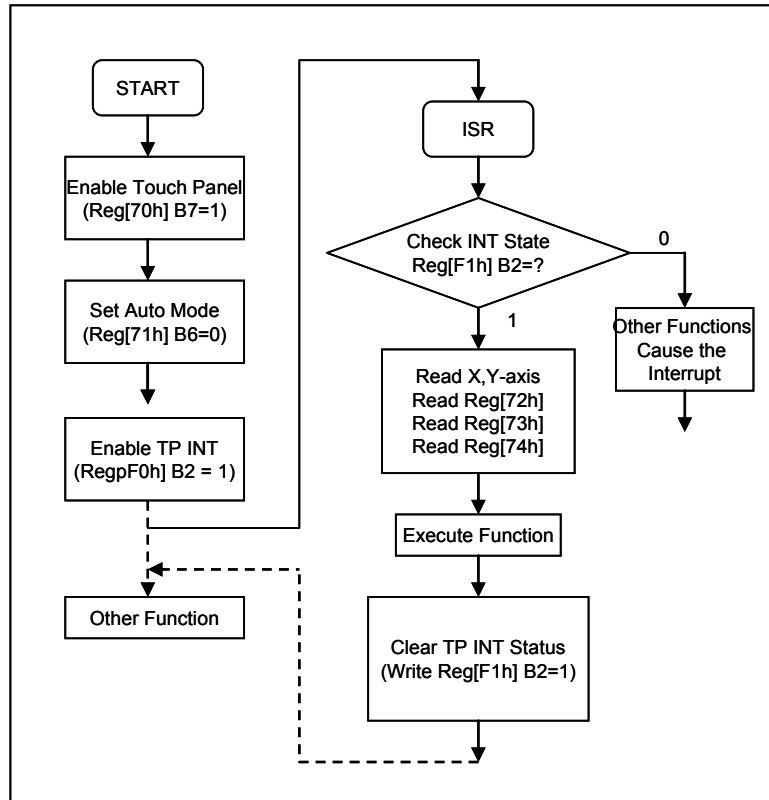 START
Enable Touch Panel
(Reg[70h] B7=1)
Set Auto Mode
(Reg[71h] B6=0)
Enable TP INT
(RegpF0h] B2 = 1)
Other Function
ISR
Check INT State
Reg[F1h] B2=?
0
1
Other Functions
Cause the
Interrupt
Read X,Y-axis
Read Reg[72h]
Read Reg[73h]
Read Reg[74h]
Execute Function
Clear TP INT Status
(Write Reg[F1h] B2=1)